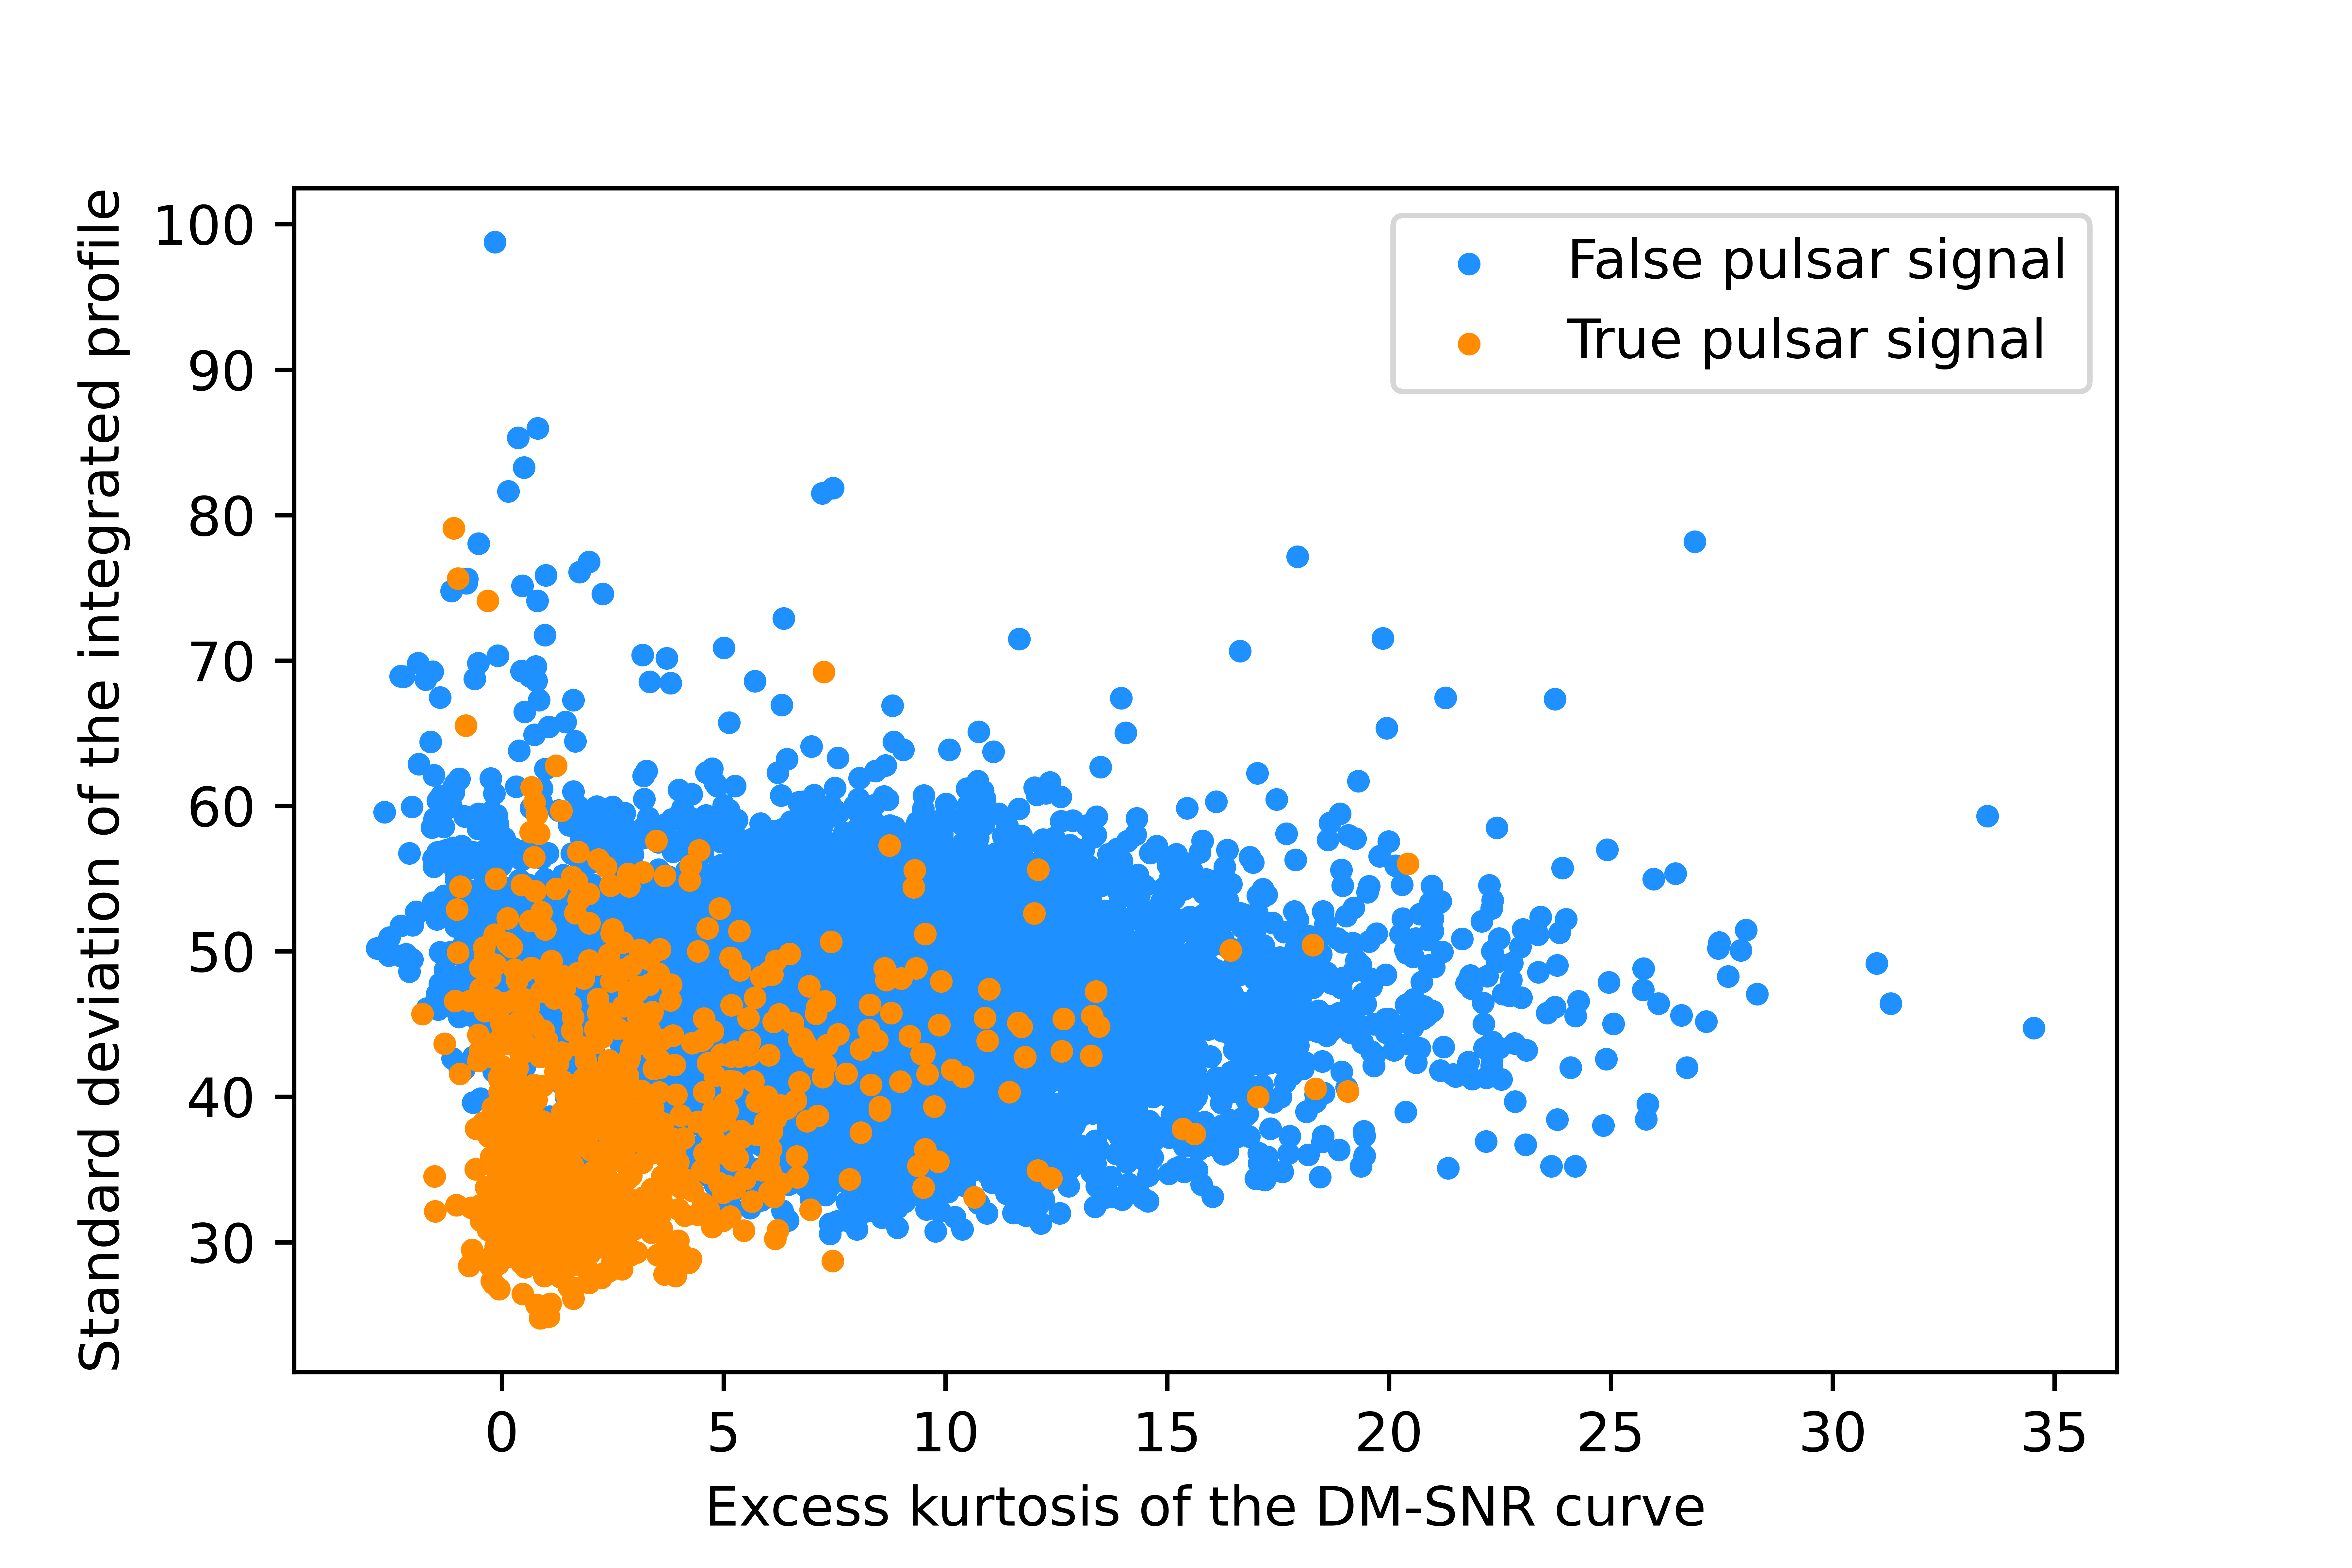 False pulsar signal
True pulsar signal
Standard deviation of the integrated profile
100
90
80
70
60
50
40
30
0 5 10 15 20 25 30 35
Excess kurtosis of the DM-SNR curve